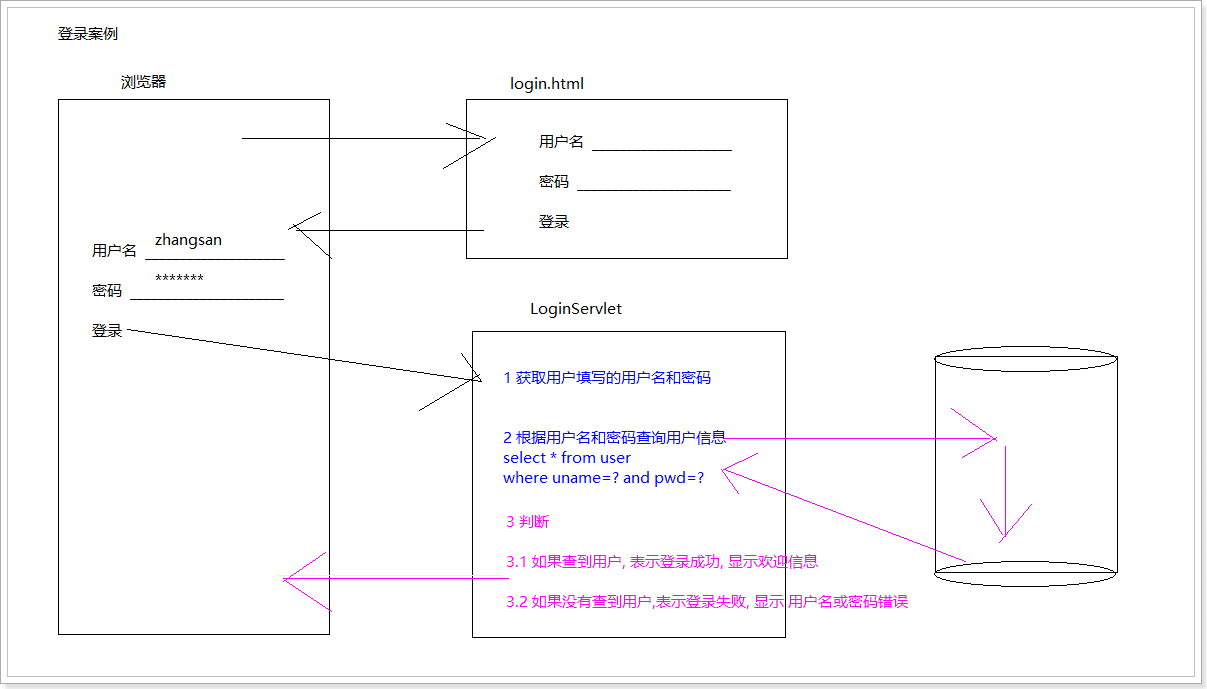 登录案例
浏览器
login.html
用户名 ____________________
密码 ______________________
登录
用户名 zhangsan
密码 *******
登录
LoginServlet
1 获取用户填写的用户名和密码
2 根据用户名和密码查询用户信息
select * from user
where uname=? and pwd=?
3 判断
3.1 如果查到用户, 表示登录成功, 显示欢迎信息
3.2 如果没有查到用户,表示登录失败, 显示 用户名或密码错误